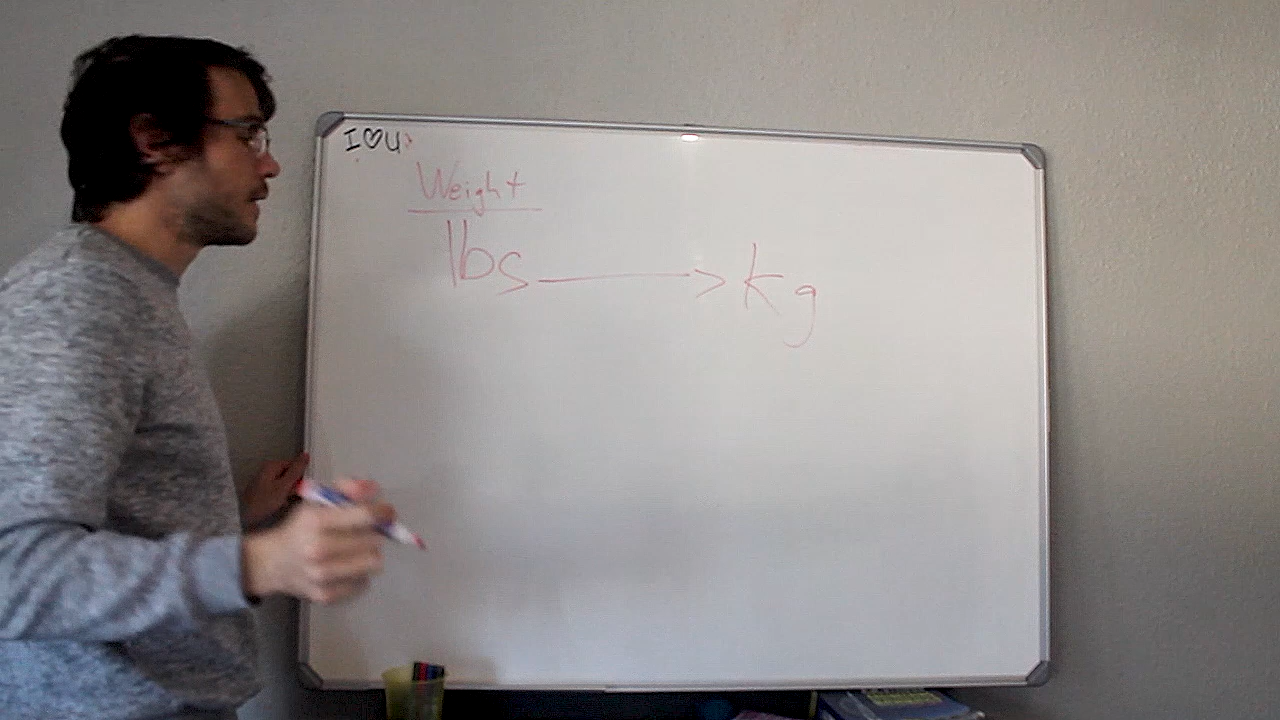 I♡U
Weight
lbs → kg